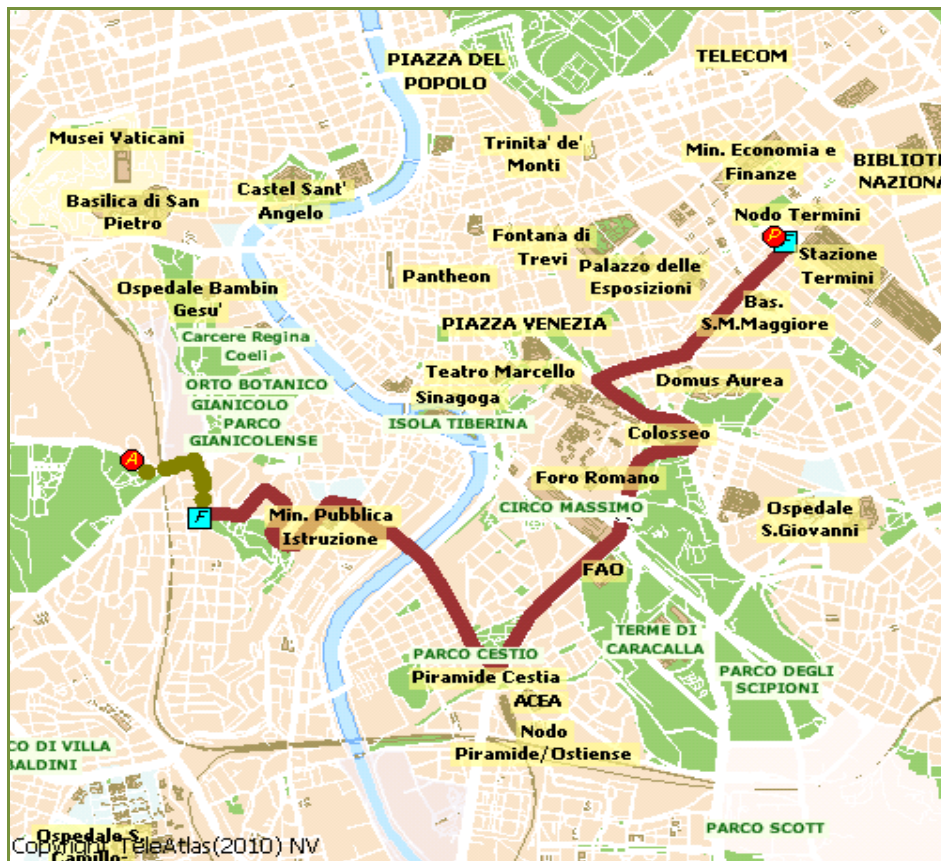 PIAZZA DEL
POPOLO
TELECOM
Musei Vaticani
Trinita' de'
Monti
Min. Economia e
Finanze
BIBLIOTE
NAZIONA
Basilica di San
Pietro
Castel Sant'
Angelo
Nodo Termini
P
F
Fontana di
Trevi
Stazione
Termini
Pantheon
Palazzo delle
Esposizioni
Ospedale Bambin
Gesu'
Bas.
S.M.Maggiore
PIAZZA VENEZIA
Carcere Regina
Coeli
Teatro Marcello
Domus Aurea
ORTO BOTANICO
GIANICOLO
PARCO
GIANICOLENSE
Sinagoga
ISOLA TIBERINA
Colosseo
A
Foro Romano
CIRCO MASSIMO
Ospedale
S.Giovanni
F
Min. Pubblica
Istruzione
FAO
TERME DI
CARACALLA
PARCO CESTIO
PARCO DEGLI
SCIPIONI
Piramide Cestia
ACEA
Nodo
Piramide/Ostiense
CO DI VILLA
BALDINI
PARCO SCOTT
Ospedale S.
Camillo-
Copyright TeleAtlas(2010) NV